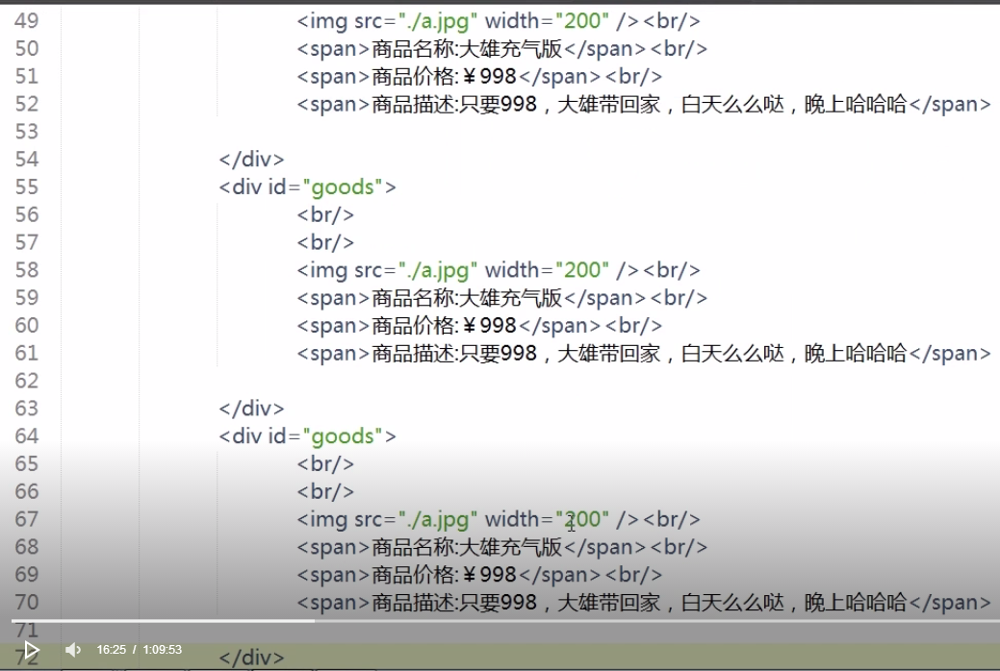 49 <img src="./a.jpg" width="200" /><br/>
50 <span>商品名称:大雄充气版</span><br/>
51 <span>商品价格:￥998</span><br/>
52 <span>商品描述:只要998，大雄带回家，白天么么哒，晚上哈哈哈</span>
53
54 </div>
55 <div id="goods">
56 <br/>
57 <br/>
58 <img src="./a.jpg" width="200" /><br/>
59 <span>商品名称:大雄充气版</span><br/>
60 <span>商品价格:￥998</span><br/>
61 <span>商品描述:只要998，大雄带回家，白天么么哒，晚上哈哈哈</span>
62
63 </div>
64 <div id="goods">
65 <br/>
66 <br/>
67 <img src="./a.jpg" width="200" /><br/>
68 <span>商品名称:大雄充气版</span><br/>
69 <span>商品价格:￥998</span><br/>
70 <span>商品描述:只要998，大雄带回家，白天么么哒，晚上哈哈哈</span>
71
16:25 / 1:09:53
72 </div>